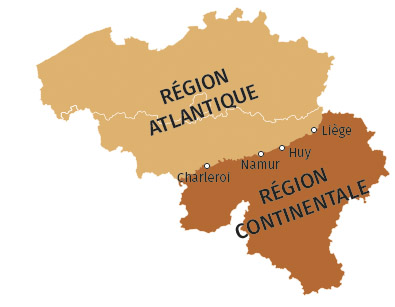 RÉGION
ATLANTIQUE
Liège
Huy
Namur
Charleroi
RÉGION
CONTINENTALE